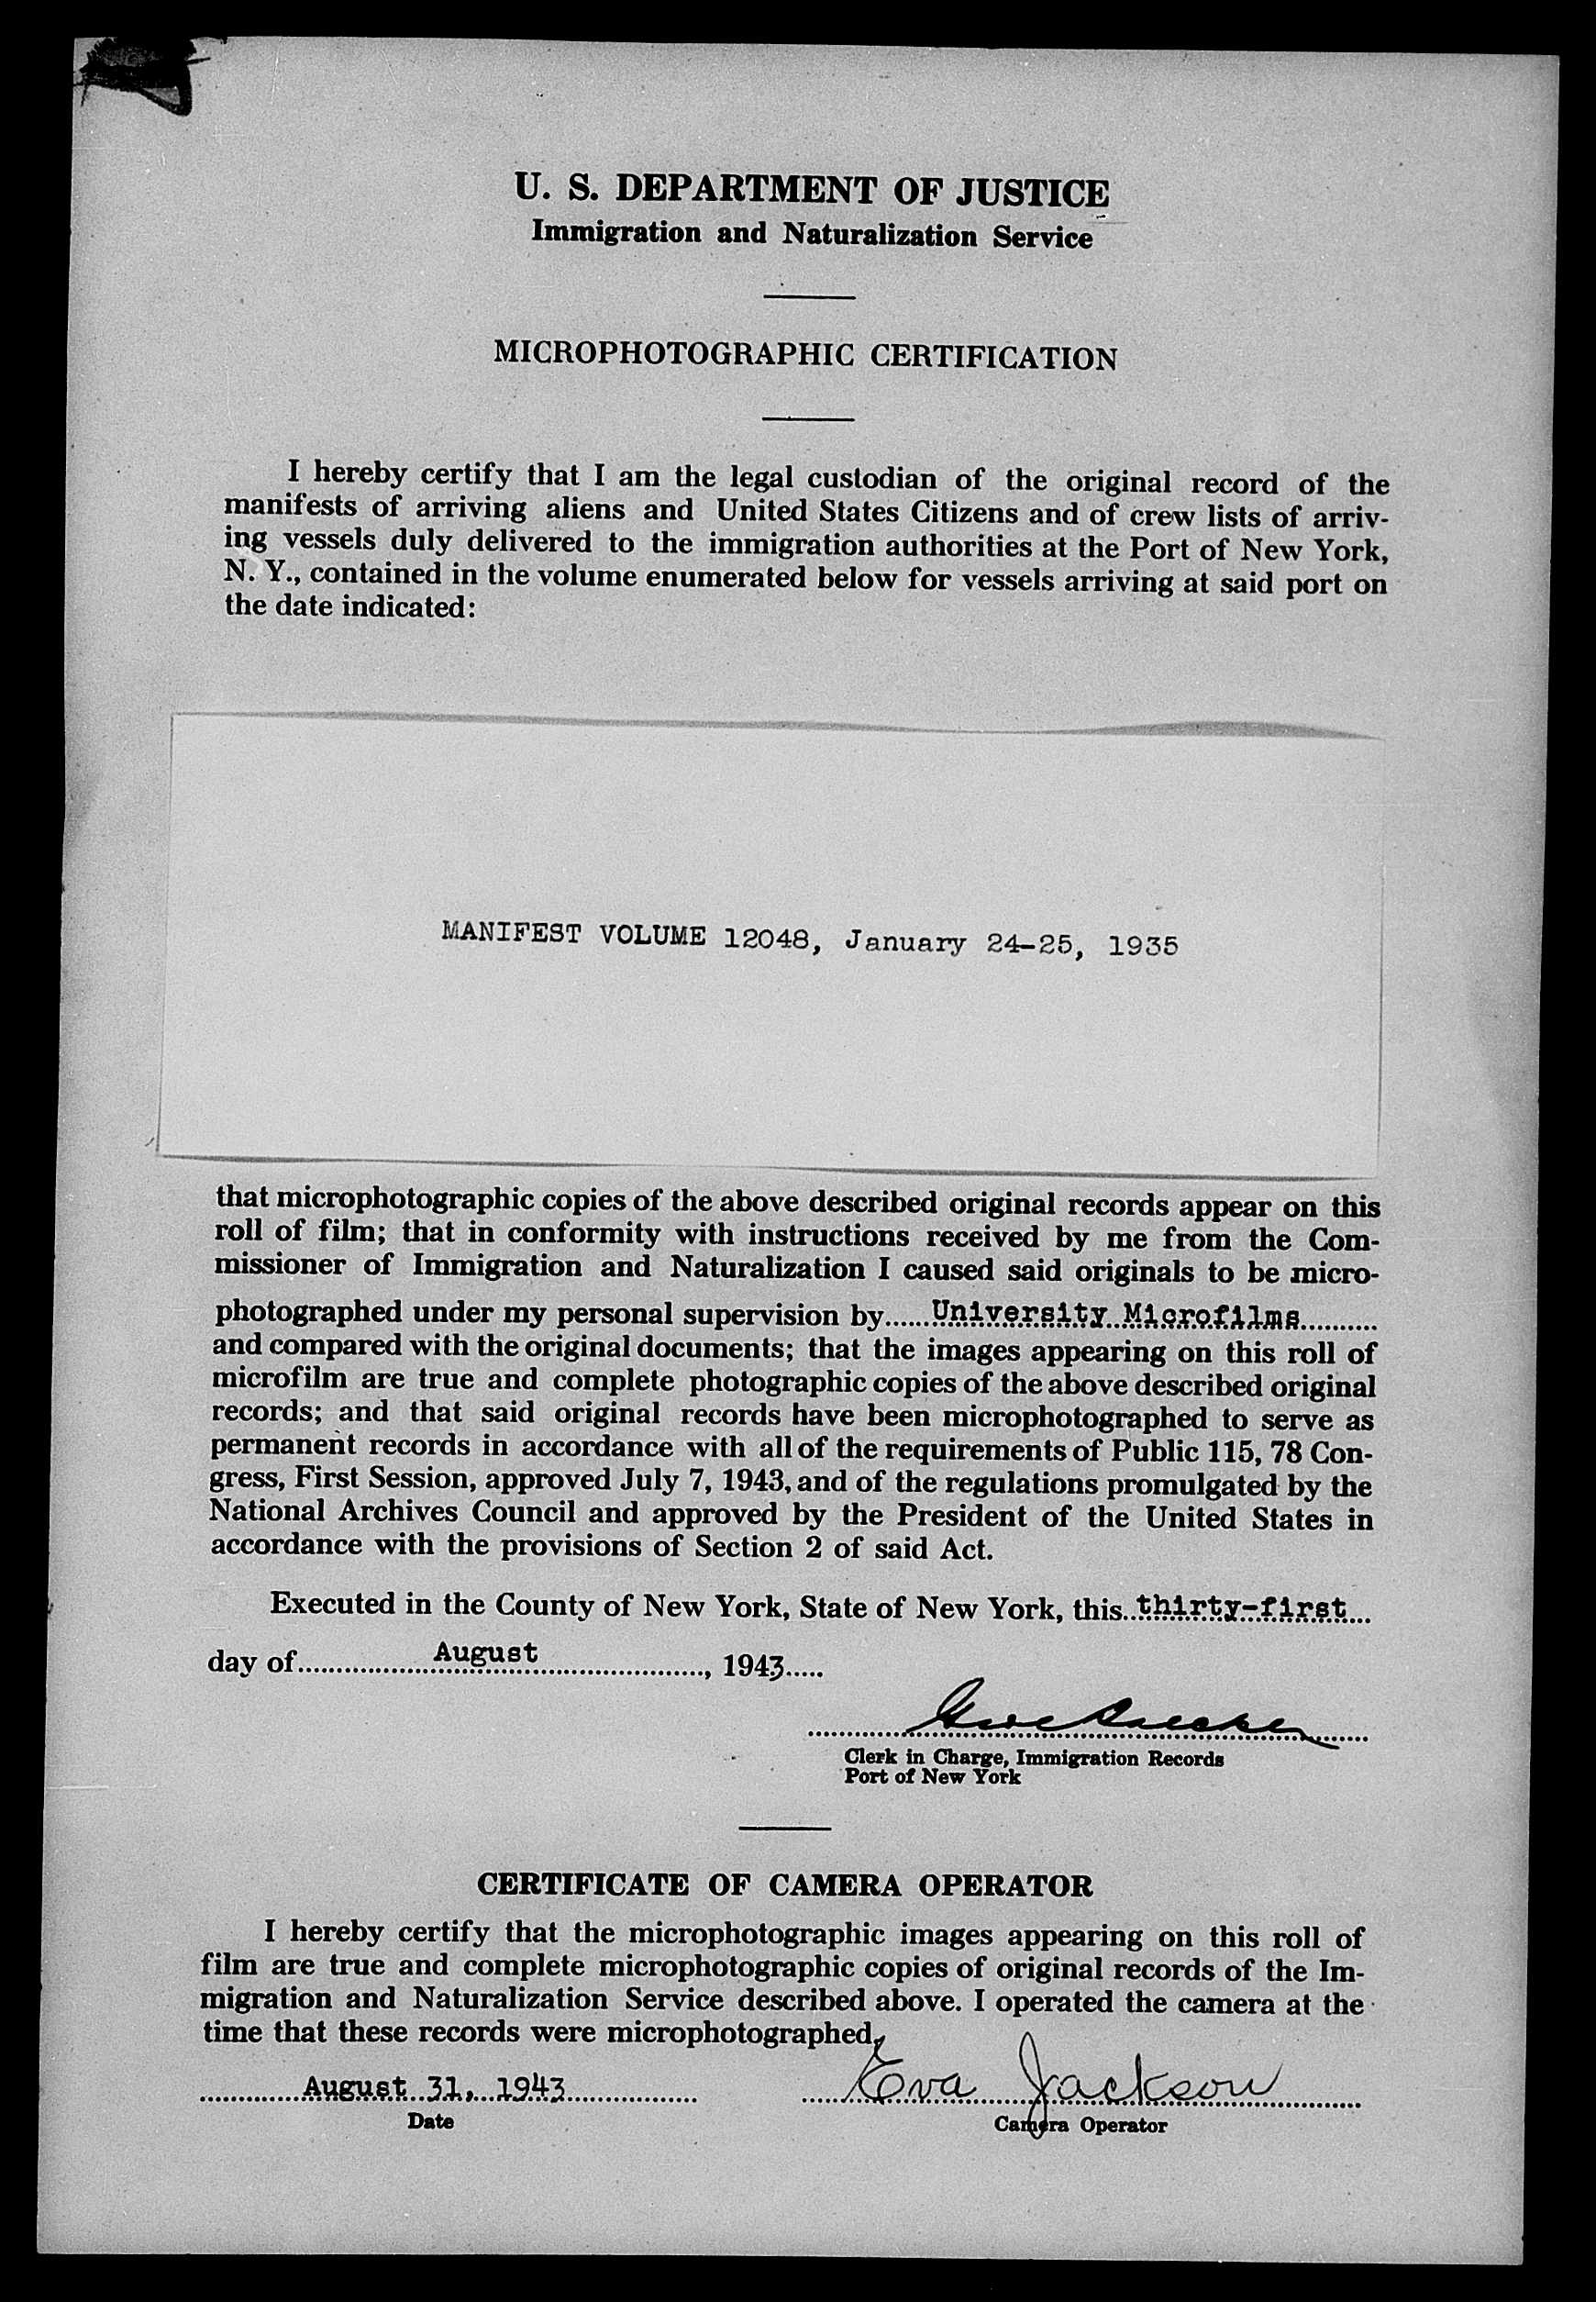 U. S. DEPARTMENT OF JUSTICE
Immigration and Naturalization Service
MICROPHOTOGRAPHIC CERTIFICATION
I hereby certify that I am the legal custodian of the original record of the
manifests of arriving aliens and United States Citizens and of crew lists of arriv-
ing vessels duly delivered to the immigration authorities at the Port of New York,
N. Y., contained in the volume enumerated below for vessels arriving at said port on
the date indicated:
MANIFEST VOLUME 12048, January 24-25, 1935
that microphotographic copies of the above described original records appear on this
roll of film; that in conformity with instructions received by me from the Com-
missioner of Immigration and Naturalization I caused said originals to be micro-
photographed under my personal supervision by......University Microfilms..........
and compared with the original documents; that the images appearing on this roll of
microfilm are true and complete photographic copies of the above described original
records; and that said original records have been microphotographed to serve as
permanent records in accordance with all of the requirements of Public 115, 78 Con-
gress, First Session, approved July 7, 1943, and of the regulations promulgated by the
National Archives Council and approved by the President of the United States in
accordance with the provisions of Section 2 of said Act.
Executed in the County of New York, State of New York, this..thirty-first...
day of..................August........................, 1943.....
Clerk in Charge, Immigration Records
Port of New York
CERTIFICATE OF CAMERA OPERATOR
I hereby certify that the microphotographic images appearing on this roll of
film are true and complete microphotographic copies of original records of the Im-
migration and Naturalization Service described above. I operated the camera at the
time that these records were microphotographed.
August 31, 1943 Eva Jackson
Date Camera Operator